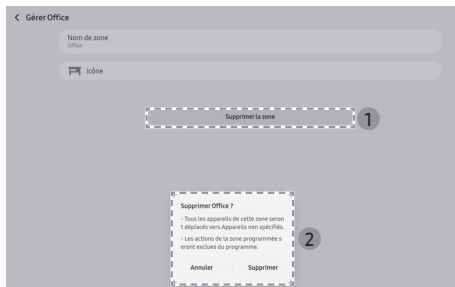 Gérer Office
Nom de zone
Office
Icône
Supprimer la zone
1
Supprimer Office ?
- Tous les appareils de cette zone seron
t déplacés vers Appareils non spécifiés.
- Les actions de la zone programmée s
eront exclues du programme.
Annuler Supprimer
2